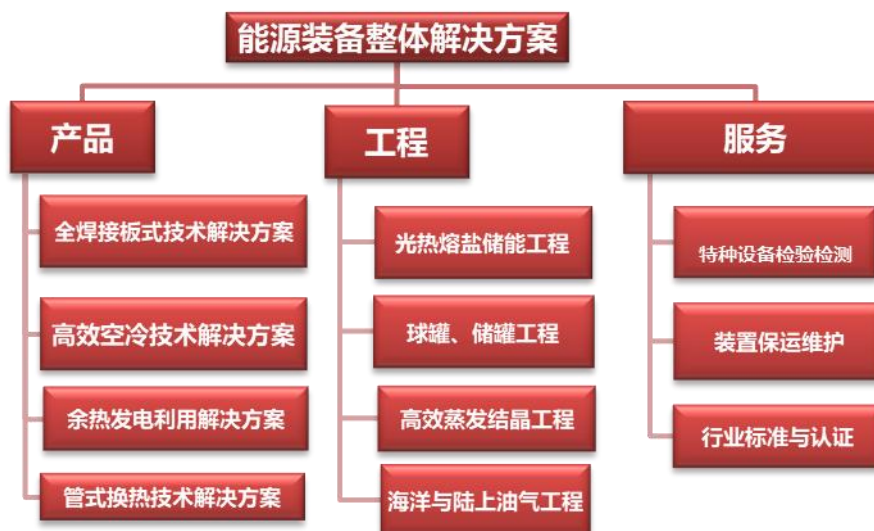 能源装备整体解决方案
产品
工程
服务
全焊接板式技术解决方案
高效空冷技术解决方案
余热发电利用解决方案
管式换热技术解决方案
光热熔盐储能工程
球罐、储罐工程
高效蒸发结晶工程
海洋与陆上油气工程
特种设备检验检测
装置保运维护
行业标准与认证